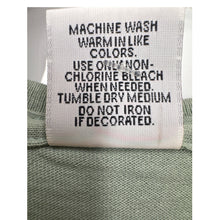 MACHINE WASH
WARM IN LIKE
COLORS.
USE ONLY NON-
CHLORINE BLEACH
WHEN NEEDED.
TUMBLE DRY MEDIUM
DO NOT IRON
IF DECORATED.